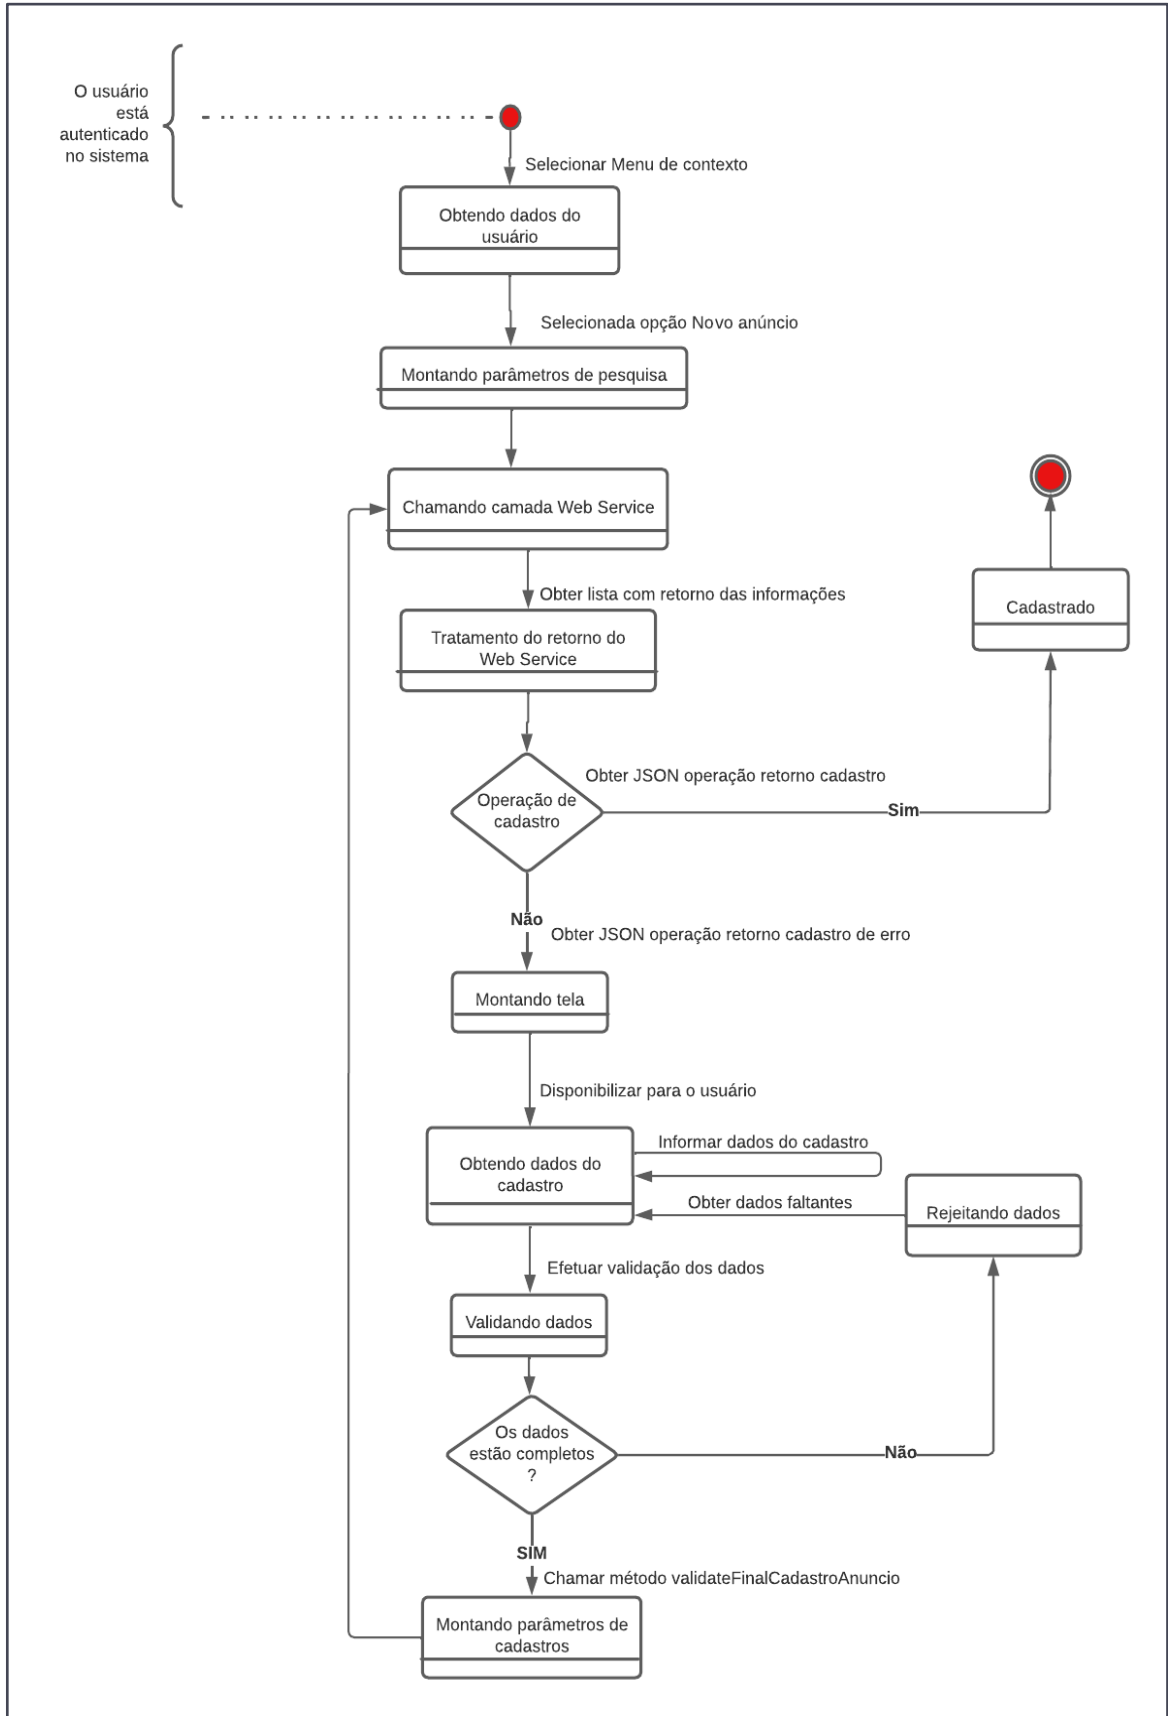 O usuário
está
autenticado
no sistema
Selecionar Menu de contexto
Obtendo dados do
usuário
Selecionada opção Novo anúncio
Montando parâmetros de pesquisa
Chamando camada Web Service
Obter lista com retorno das informações
Cadastrado
Tratamento do retorno do
Web Service
Obter JSON operação retorno cadastro
Operação de
cadastro
Sim
Não
Obter JSON operação retorno cadastro de erro
Montando tela
Disponibilizar para o usuário
Informar dados do cadastro
Obtendo dados do
cadastro
Obter dados faltantes
Rejeitando dados
Efetuar validação dos dados
Validando dados
Os dados
estão completos
?
Não
SIM
Chamar método validateFinalCadastroAnuncio
Montando parâmetros de
cadastros